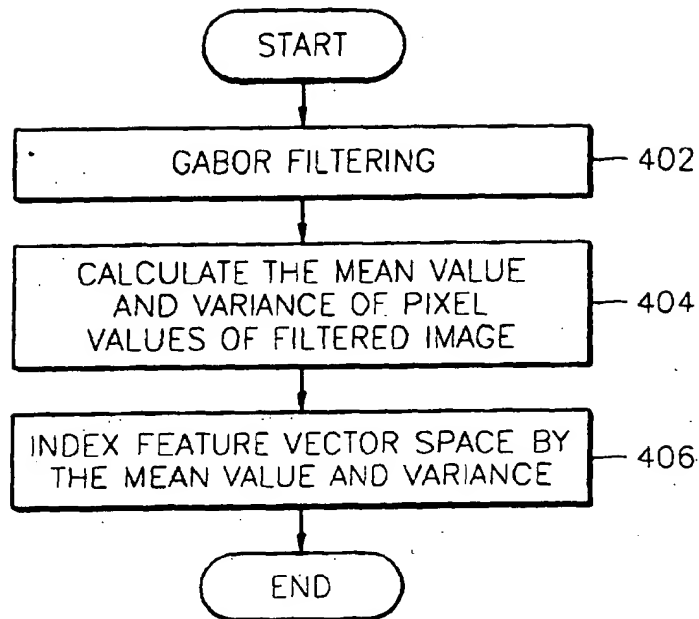 START
GABOR FILTERING
402
CALCULATE THE MEAN VALUE
AND VARIANCE OF PIXEL
VALUES OF FILTERED IMAGE
404
INDEX FEATURE VECTOR SPACE BY
THE MEAN VALUE AND VARIANCE
406
END